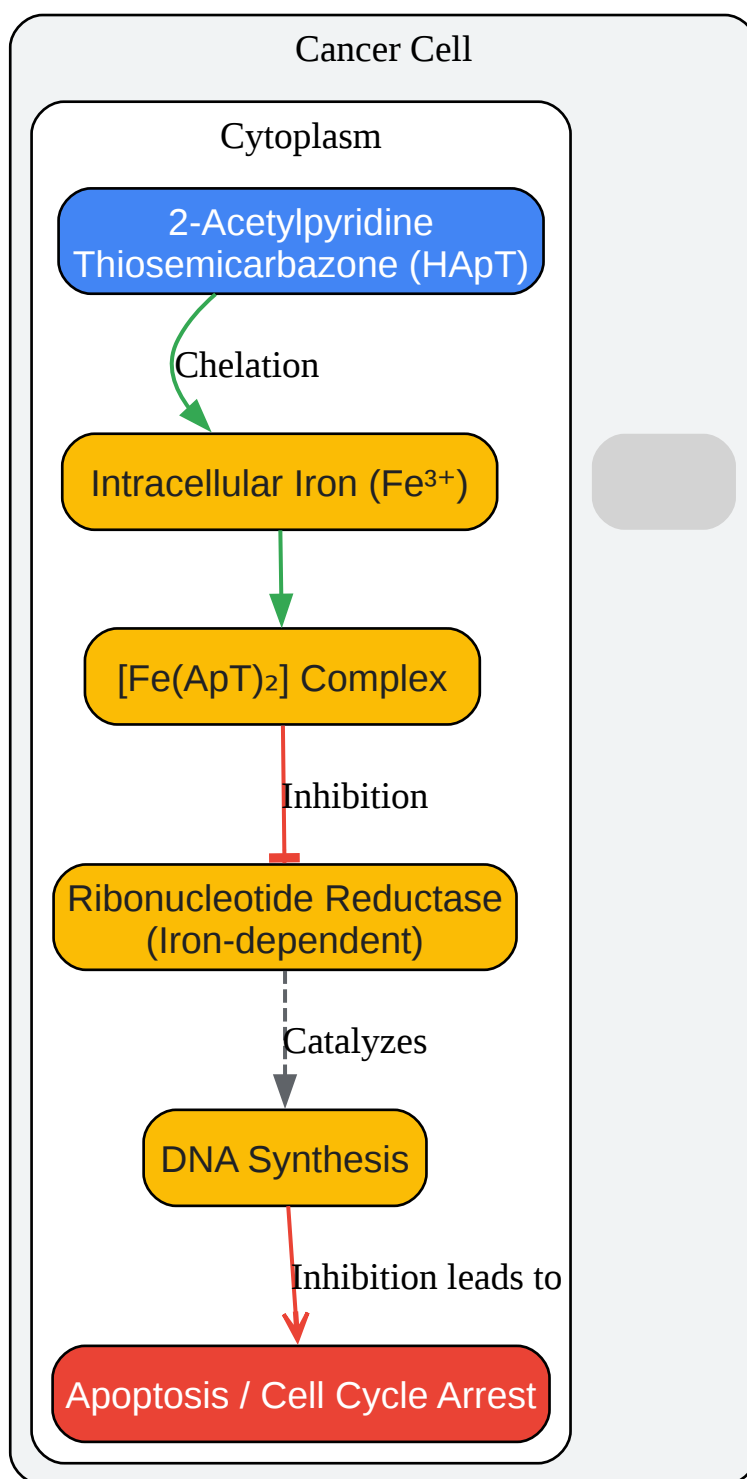 Cancer Cell
Cytoplasm
2-Acetylpyridine
Thiosemicarbazone (HApT)
Chelation
Intracellular Iron (Fe³⁺)
[Fe(ApT)₂] Complex
Inhibition
Ribonucleotide Reductase
(Iron-dependent)
Catalyzes
DNA Synthesis
Inhibition leads to
Apoptosis / Cell Cycle Arrest